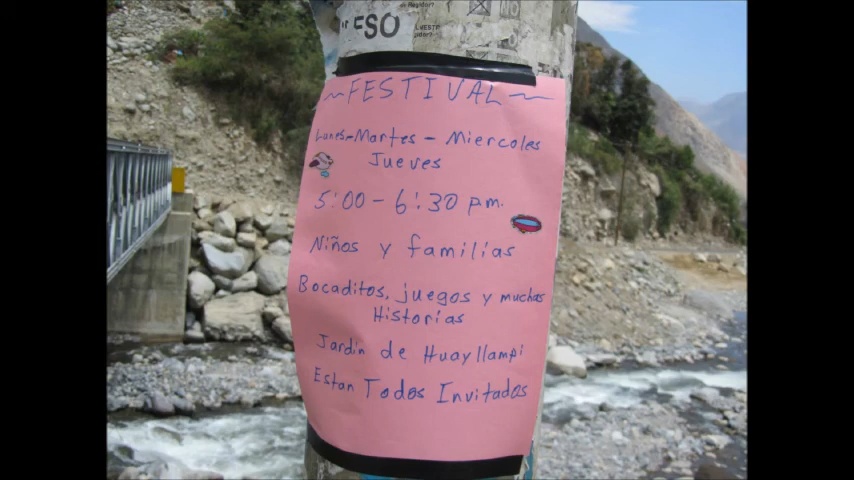 ESO
~FESTIVAL~
Lunes-Martes - Miercoles
Jueves
5:00 - 6:30 pm.
Niños y familias
Bocaditos, juegos y muchas
Historias
Jardin de Huayllampi
Estan Todos Invitados